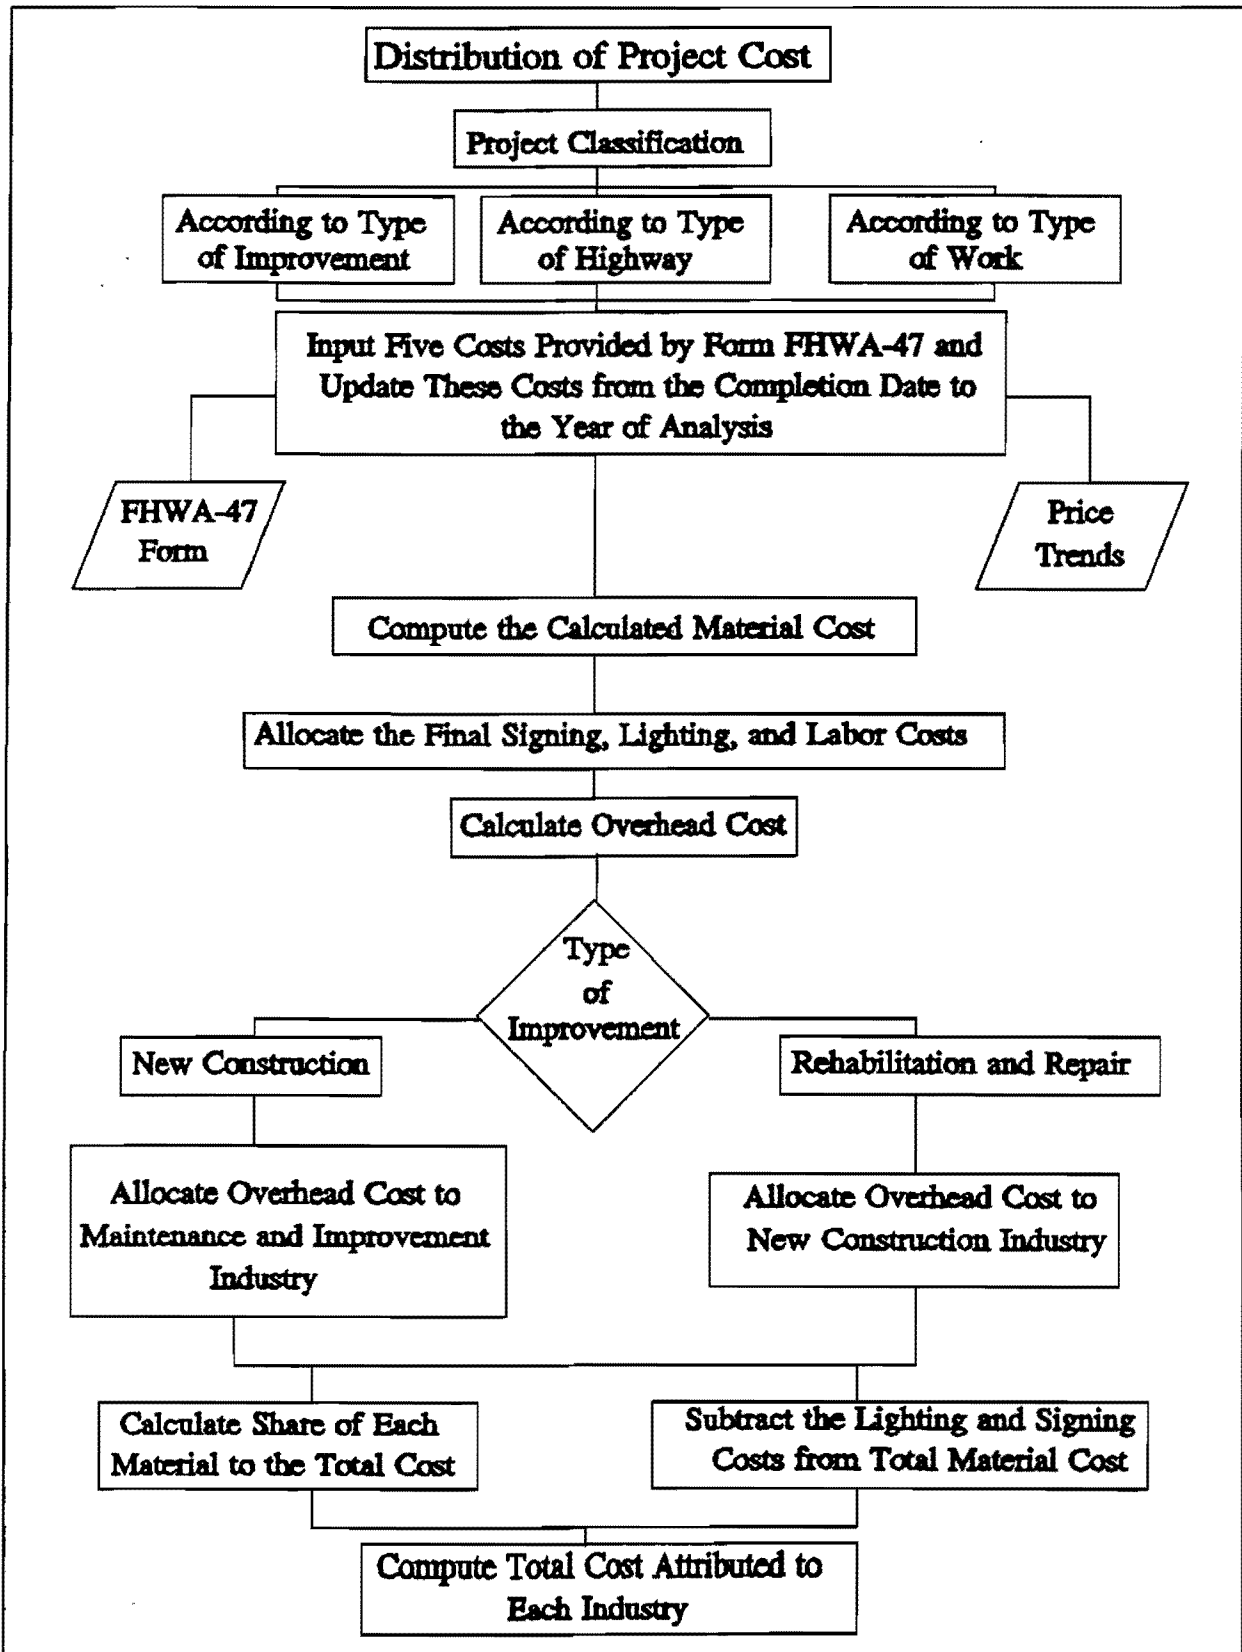 Distribution of Project Cost
Project Classification
According to Type
of Improvement
According to Type
of Highway
According to Type
of Work
Input Five Costs Provided by Form FHWA-47 and
Update These Costs from the Completion Date to
the Year of Analysis
FHWA-47
Form
Price
Trends
Compute the Calculated Material Cost
Allocate the Final Signing, Lighting, and Labor Costs
Calculate Overhead Cost
Type
of
Improvement
New Construction
Rehabilitation and Repair
Allocate Overhead Cost to
Maintenance and Improvement
Industry
Allocate Overhead Cost to
New Construction Industry
Calculate Share of Each
Material to the Total Cost
Subtract the Lighting and Signing
Costs from Total Material Cost
Compute Total Cost Attributed to
Each Industry